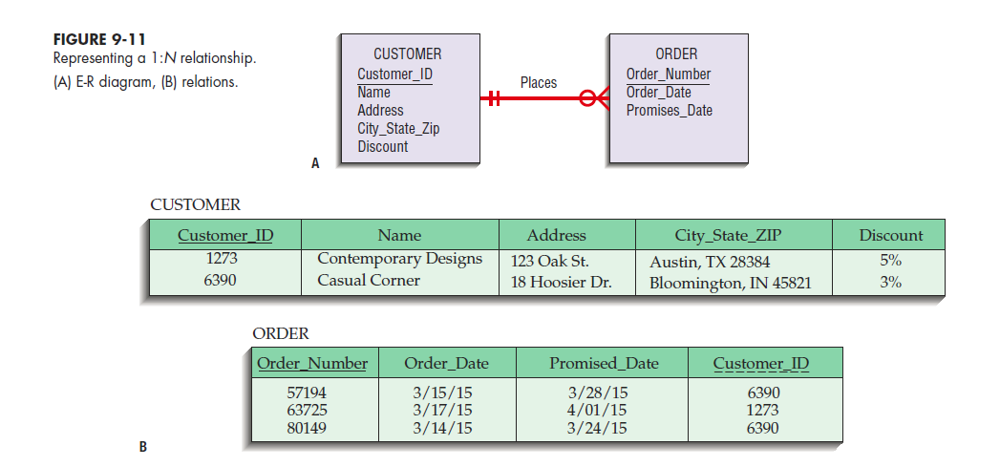 FIGURE 9-11
Representing a 1:N relationship.
(A) E-R diagram, (B) relations.
CUSTOMER
Customer_ID
Name
Address
City_State_Zip
Discount
Places
ORDER
Order_Number
Order_Date
Promises_Date
A
CUSTOMER
Customer_ID Name Address City_State_ZIP Discount
1273 Contemporary Designs 123 Oak St. Austin, TX 28384 5%
6390 Casual Corner 18 Hoosier Dr. Bloomington, IN 45821 3%
ORDER
Order_Number Order_Date Promised_Date Customer_ID
57194 3/15/15 3/28/15 6390
63725 3/17/15 4/01/15 1273
80149 3/14/15 3/24/15 6390
B